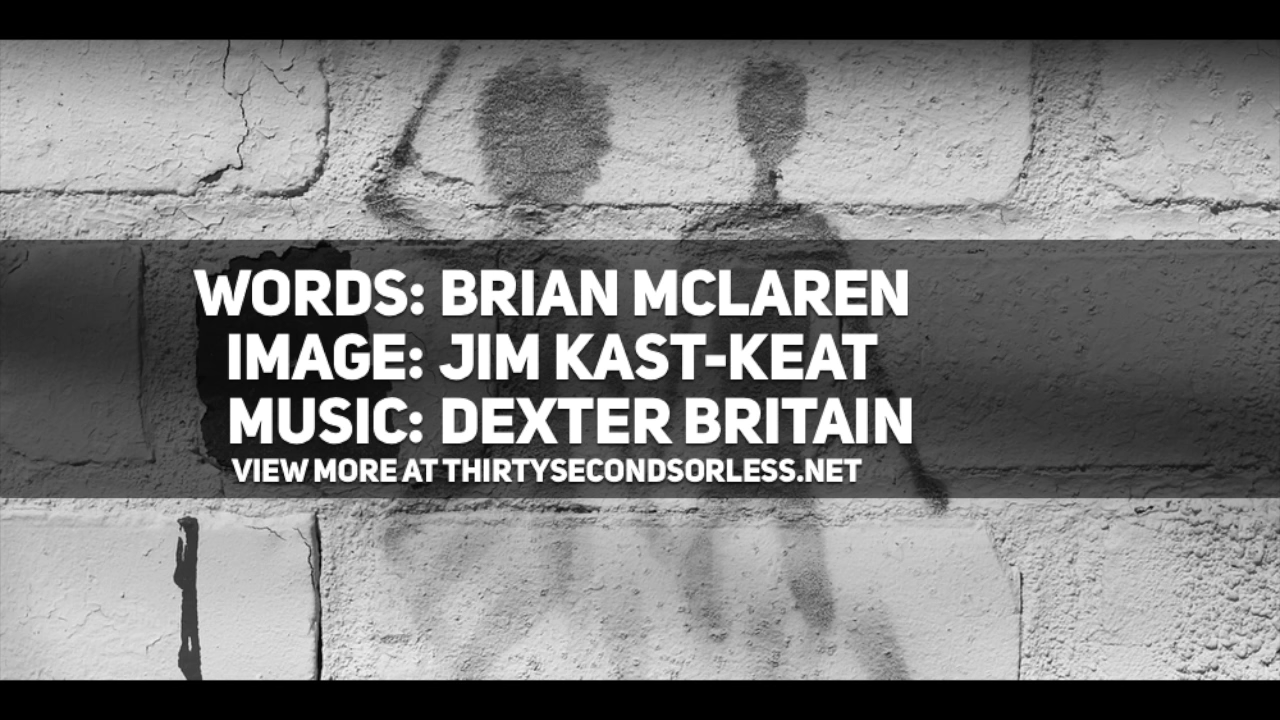 WORDS: BRIAN MCLAREN
IMAGE: JIM KAST-KEAT
MUSIC: DEXTER BRITAIN
VIEW MORE AT THIRTYSECONDSORLESS.NET